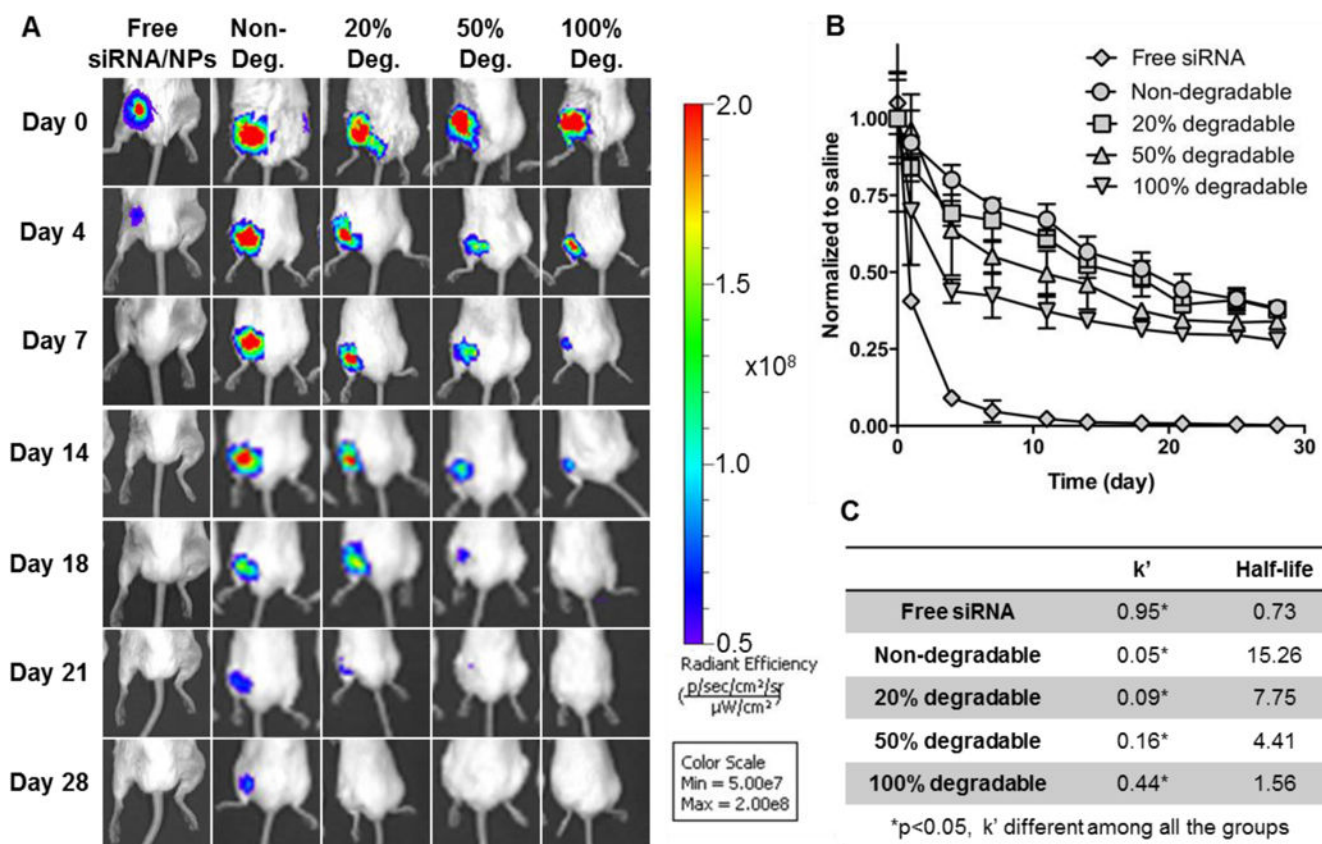 A
Free siRNA/NPs
Non-Deg.
20% Deg.
50% Deg.
100% Deg.
Day 0
Day 4
Day 7
Day 14
Day 18
Day 21
Day 28
2.0
1.5
x10⁸
1.0
0.5
Radiant Efficiency
(p/sec/cm²/sr
µW/cm²)
Color Scale
Min = 5.00e7
Max = 2.00e8
B
Normalized to saline
1.00
0.75
0.50
0.25
0.00
0
10
20
30
Time (day)
Free siRNA
Non-degradable
20% degradable
50% degradable
100% degradable
C
k’ Half-life
Free siRNA 0.95* 0.73
Non-degradable 0.05* 15.26
20% degradable 0.09* 7.75
50% degradable 0.16* 4.41
100% degradable 0.44* 1.56
*p<0.05, k’ different among all the groups